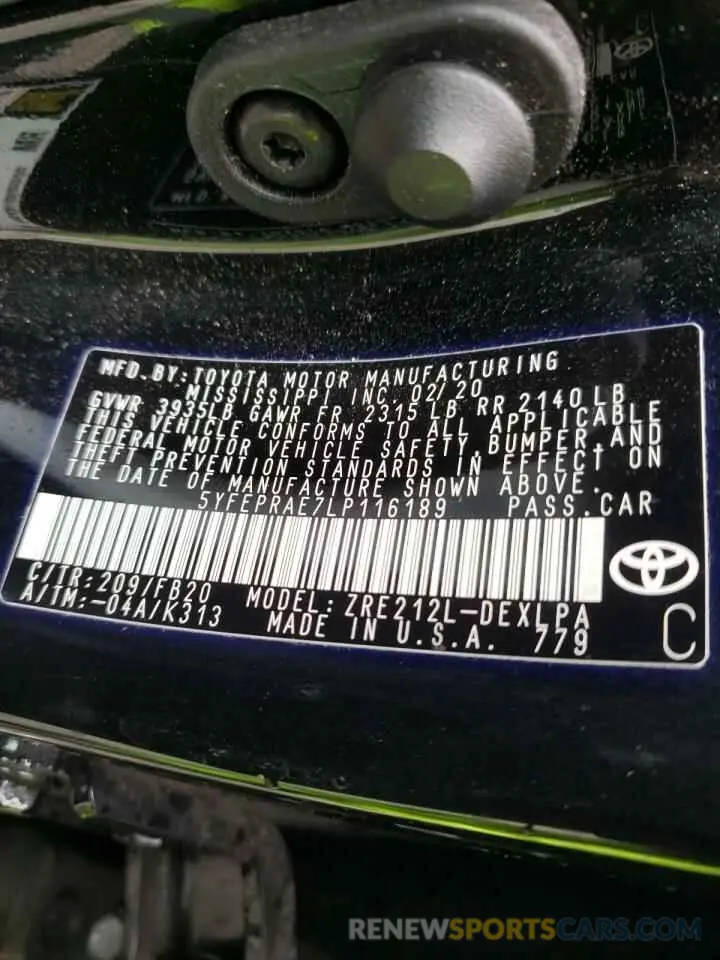 MFD.BY:TOYOTA MOTOR MANUFACTURING
MISSISSIPPI INC. 02/20
GVWR 3935LB GAWR FR 2315 LB RR 2140 LB
THIS VEHICLE CONFORMS TO ALL APPLICABLE
FEDERAL MOTOR VEHICLE SAFETY, BUMPER, AND
THEFT PREVENTION STANDARDS IN EFFECT ON
THE DATE OF MANUFACTURE SHOWN ABOVE.
5YFEPRAE7LP116189 PASS.CAR
C/TR:209/FB20 MODEL:ZRE212L-DEXLPA
A/TM:-04A/K313 MADE IN U.S.A. 779
C
RENEWSPORTSCARS.COM